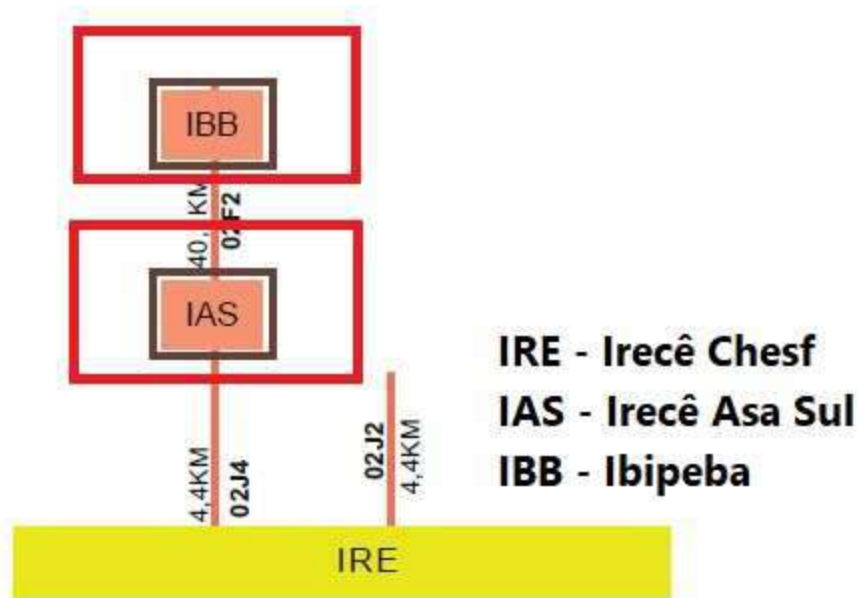 IBB
40, KM
02F2
IAS
IRE - Irecê Chesf
IAS - Irecê Asa Sul
IBB - Ibipeba
4,4KM
02J4
02J2
4,4KM
IRE